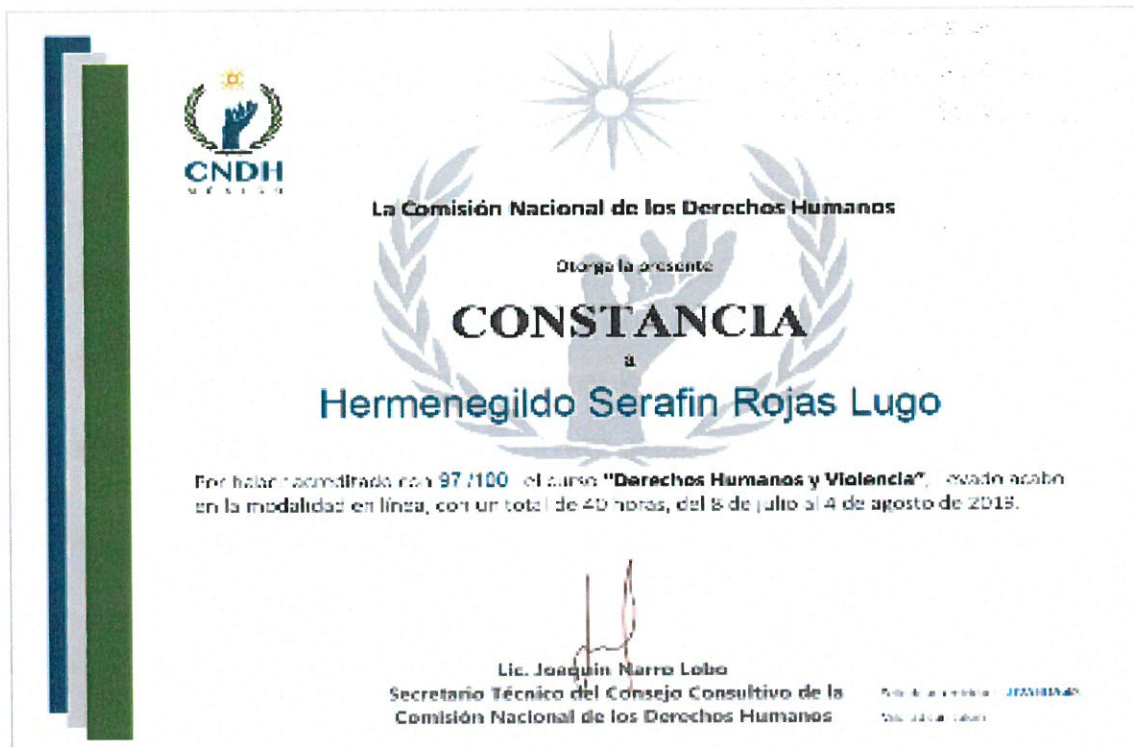 CNDH
MÉXICO
La Comisión Nacional de los Derechos Humanos
Otorga la presente
CONSTANCIA
a
Hermenegildo Serafin Rojas Lugo
Por haber acreditado con 97 /100 el curso "Derechos Humanos y Violencia", llevado acabo
en la modalidad en línea, con un total de 40 horas, del 8 de julio al 4 de agosto de
Lic. Joaquín Narro Lobo
Secretario Técnico del Consejo Consultivo de la
Comisión Nacional de los Derechos Humanos